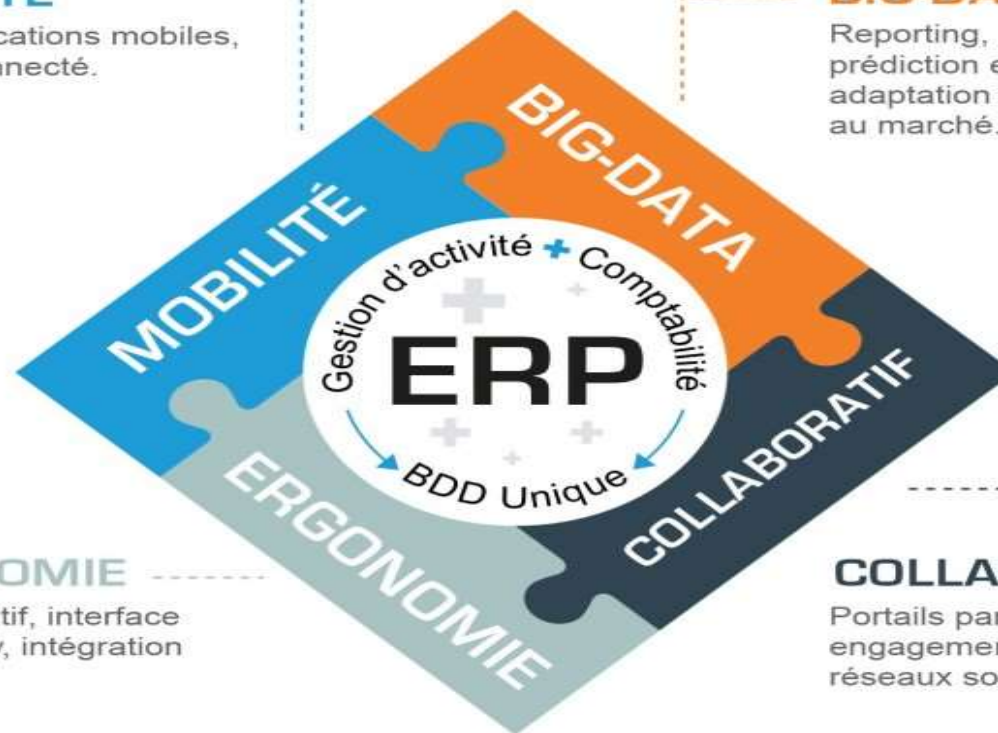 cations mobiles,
nnecté.
Reporting,
prédiction e
adaptation
au marché.
BIG-DATA
MOBILITÉ
Gestion d'activité + Comptabilité
ERP
BDD Unique
COLLABORATIF
ERGONOMIE
OMIE
tif, interface
, intégration
COLLA
Portails par
engagemen
réseaux so